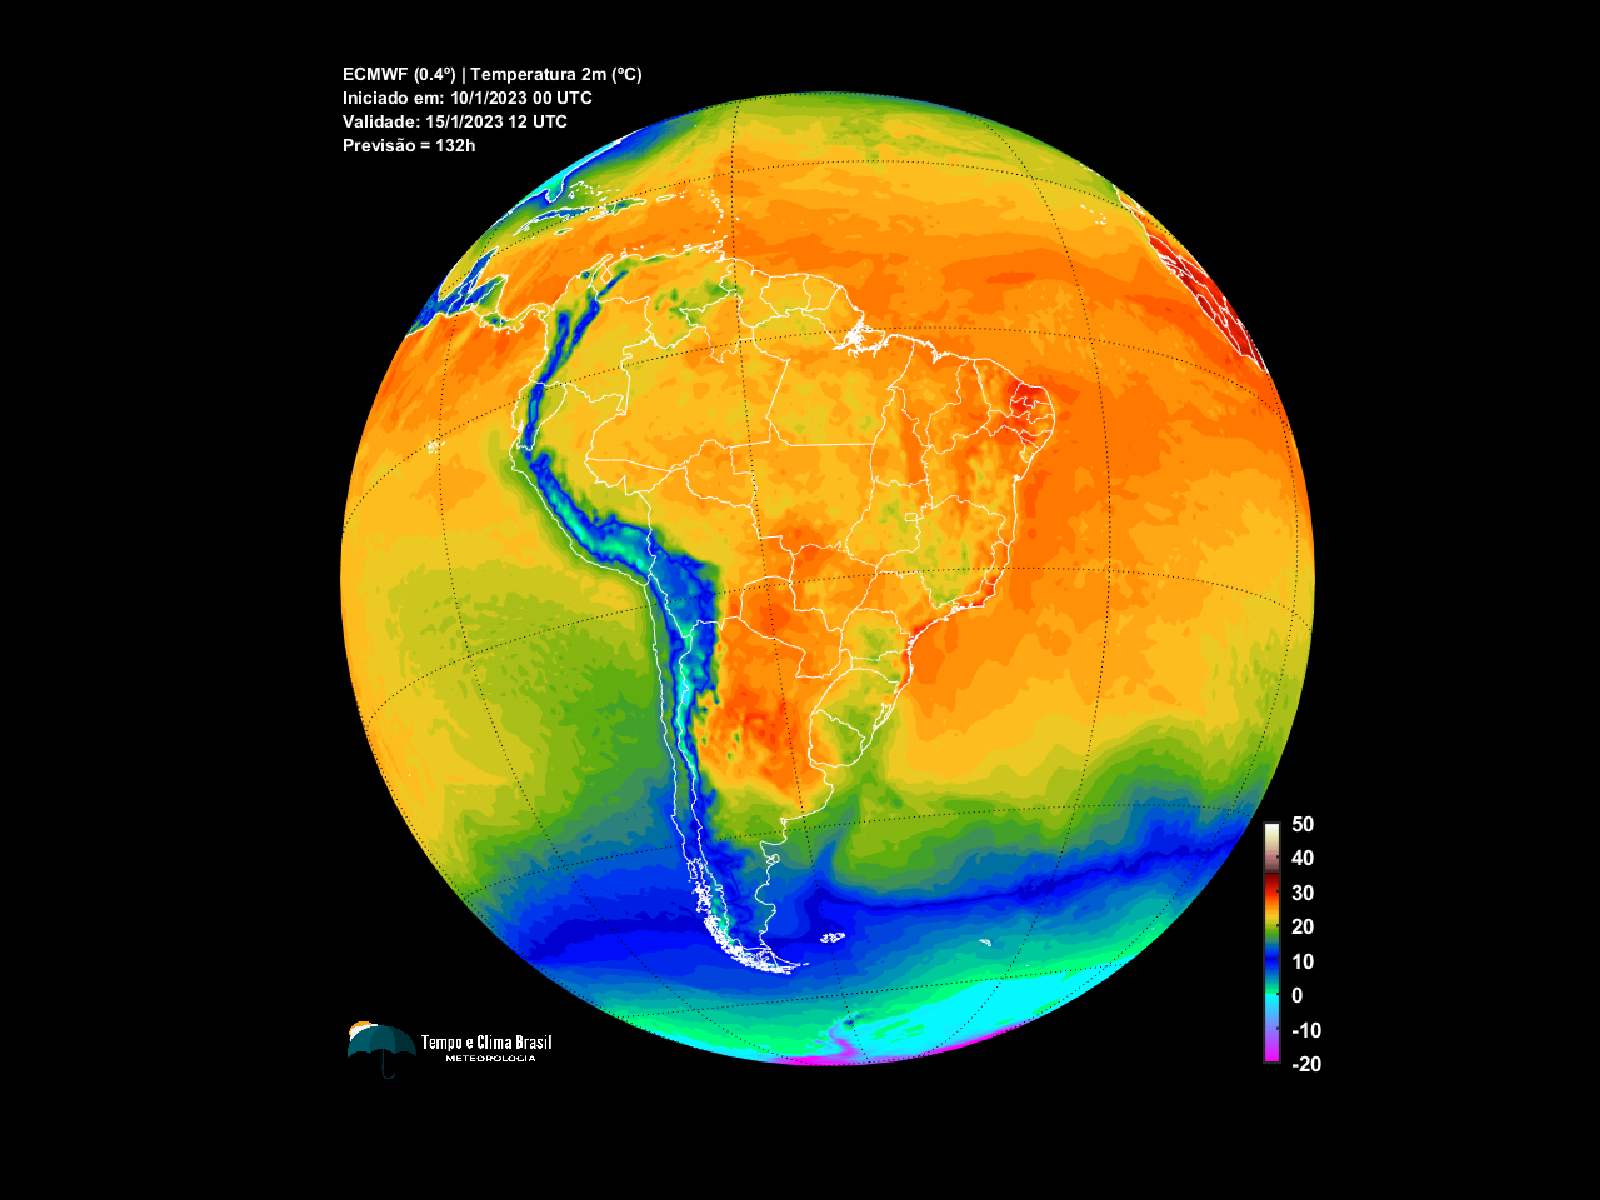 ECMWF (0.4º) | Temperatura 2m (ºC)
Iniciado em: 10/1/2023 00 UTC
Validade: 15/1/2023 12 UTC
Previsão = 132h
50
40
30
20
10
0
-10
-20
Tempo e Clima Brasil
METEOROLOGIA